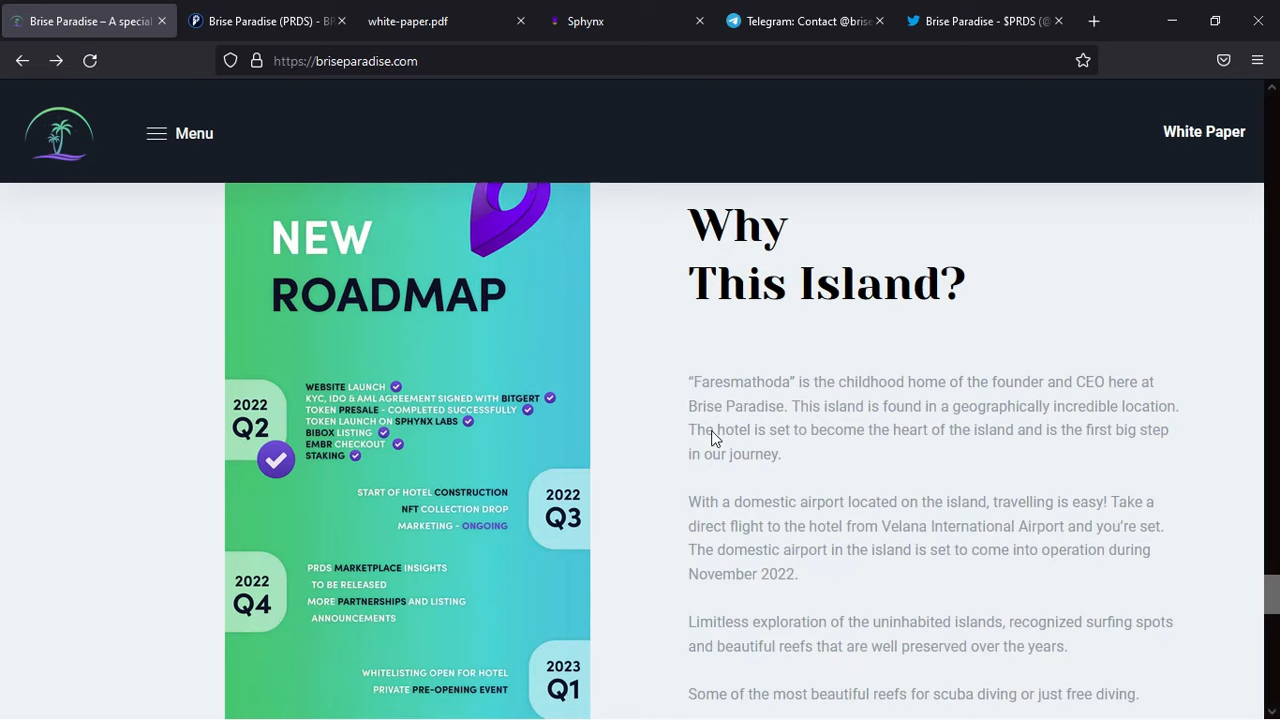 Brise Paradise – A special
Brise Paradise (PRDS) - BR
white-paper.pdf
Sphynx
Telegram: Contact @brise
Brise Paradise - $PRDS (@
https://briseparadise.com
Menu
White Paper
NEW
ROADMAP
2022
Q2
WEBSITE LAUNCH
KYC, IDO & AML AGREEMENT SIGNED WITH BITGERT
TOKEN PRESALE - COMPLETED SUCCESSFULLY
TOKEN LAUNCH ON SPHYNX LABS
BIBOX LISTING
EMBR CHECKOUT
STAKING
START OF HOTEL CONSTRUCTION
NFT COLLECTION DROP
MARKETING - ONGOING
2022
Q3
2022
Q4
PRDS MARKETPLACE INSIGHTS
TO BE RELEASED
MORE PARTNERSHIPS AND LISTING
ANNOUNCEMENTS
WHITELISTING OPEN FOR HOTEL
PRIVATE PRE-OPENING EVENT
2023
Q1
Why
This Island?
“Faresmathoda” is the childhood home of the founder and CEO here at
Brise Paradise. This island is found in a geographically incredible location.
The hotel is set to become the heart of the island and is the first big step
in our journey.
With a domestic airport located on the island, travelling is easy! Take a
direct flight to the hotel from Velana International Airport and you’re set.
The domestic airport in the island is set to come into operation during
November 2022.
Limitless exploration of the uninhabited islands, recognized surfing spots
and beautiful reefs that are well preserved over the years.
Some of the most beautiful reefs for scuba diving or just free diving.